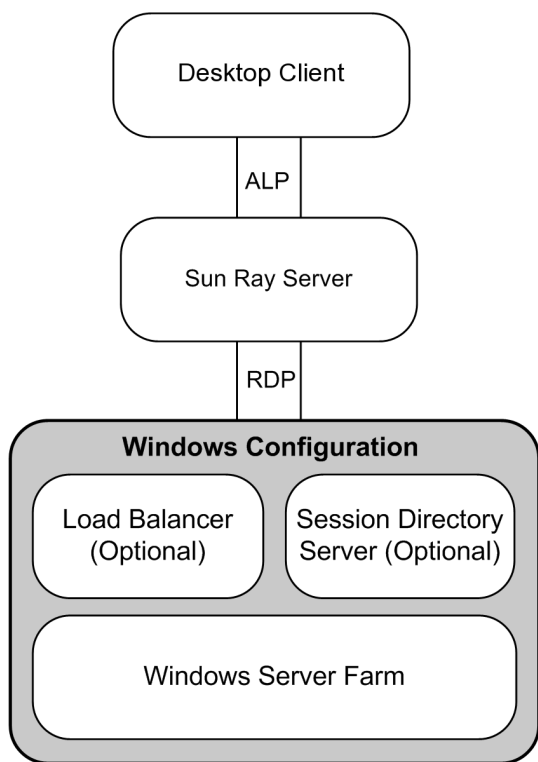 Desktop Client
ALP
Sun Ray Server
RDP
Windows Configuration
Load Balancer
(Optional)
Session Directory
Server (Optional)
Windows Server Farm